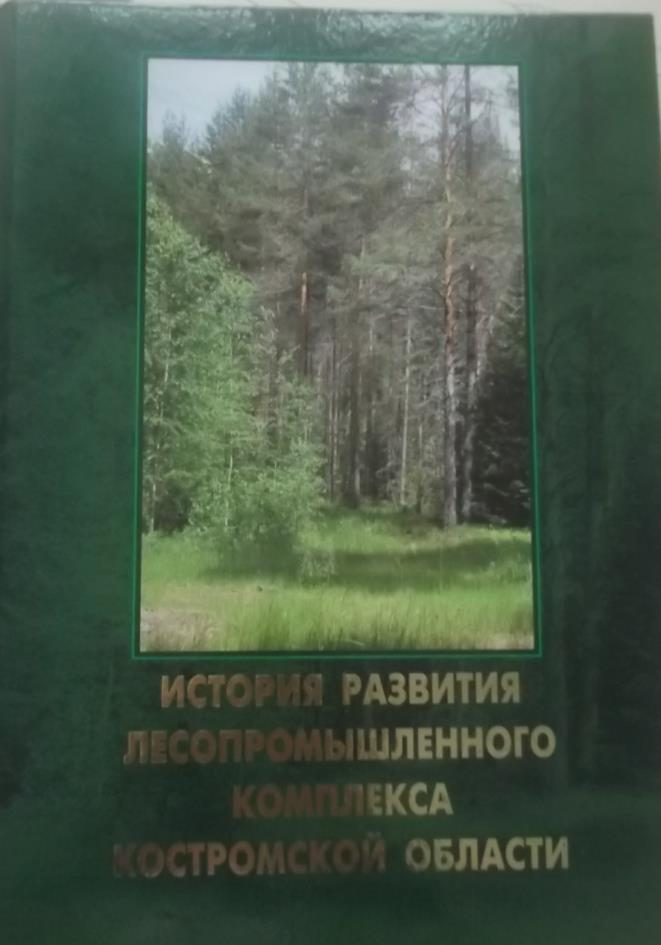 ИСТОРИЯ РАЗВИТИЯ
ЛЕСОПРОМЫШЛЕННОГО
КОМПЛЕКСА
КОСТРОМСКОЙ ОБЛАСТИ